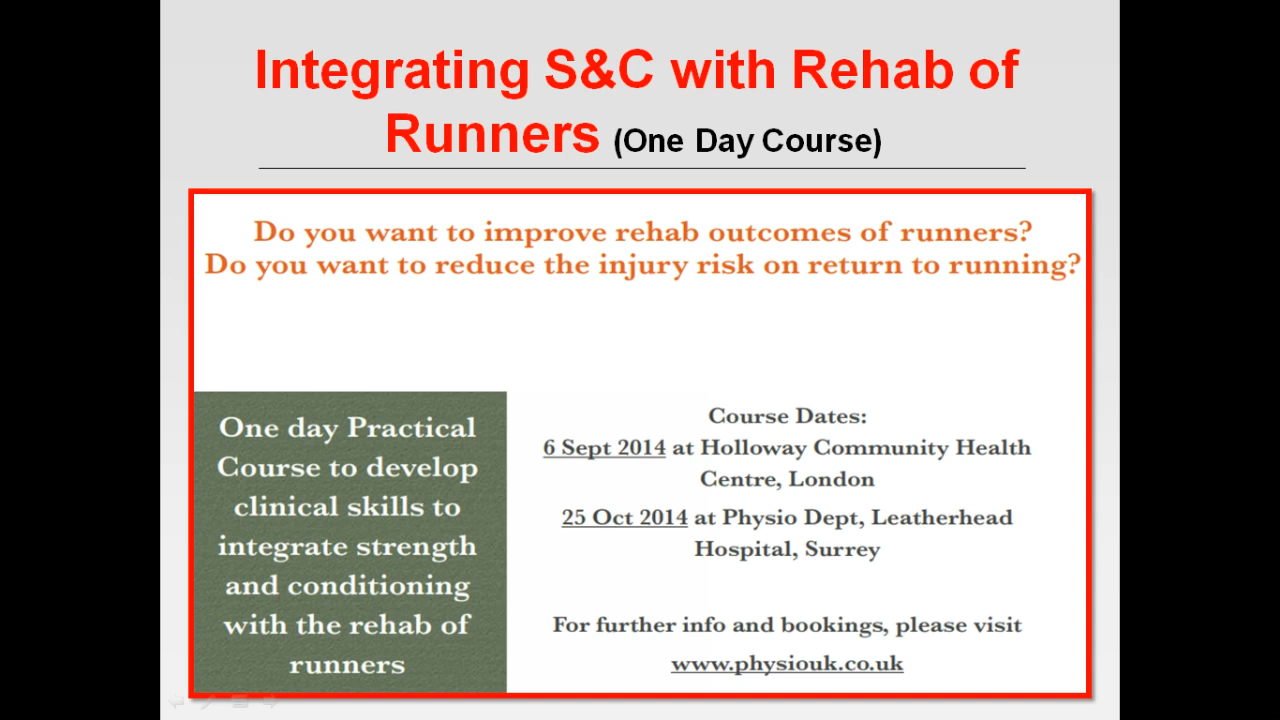 Integrating S&C with Rehab of
Runners (One Day Course)
Do you want to improve rehab outcomes of runners?
Do you want to reduce the injury risk on return to running?
One day Practical
Course to develop
clinical skills to
integrate strength
and conditioning
with the rehab of
runners
Course Dates:
6 Sept 2014 at Holloway Community Health
Centre, London
25 Oct 2014 at Physio Dept, Leatherhead
Hospital, Surrey
For further info and bookings, please visit
www.physiouk.co.uk